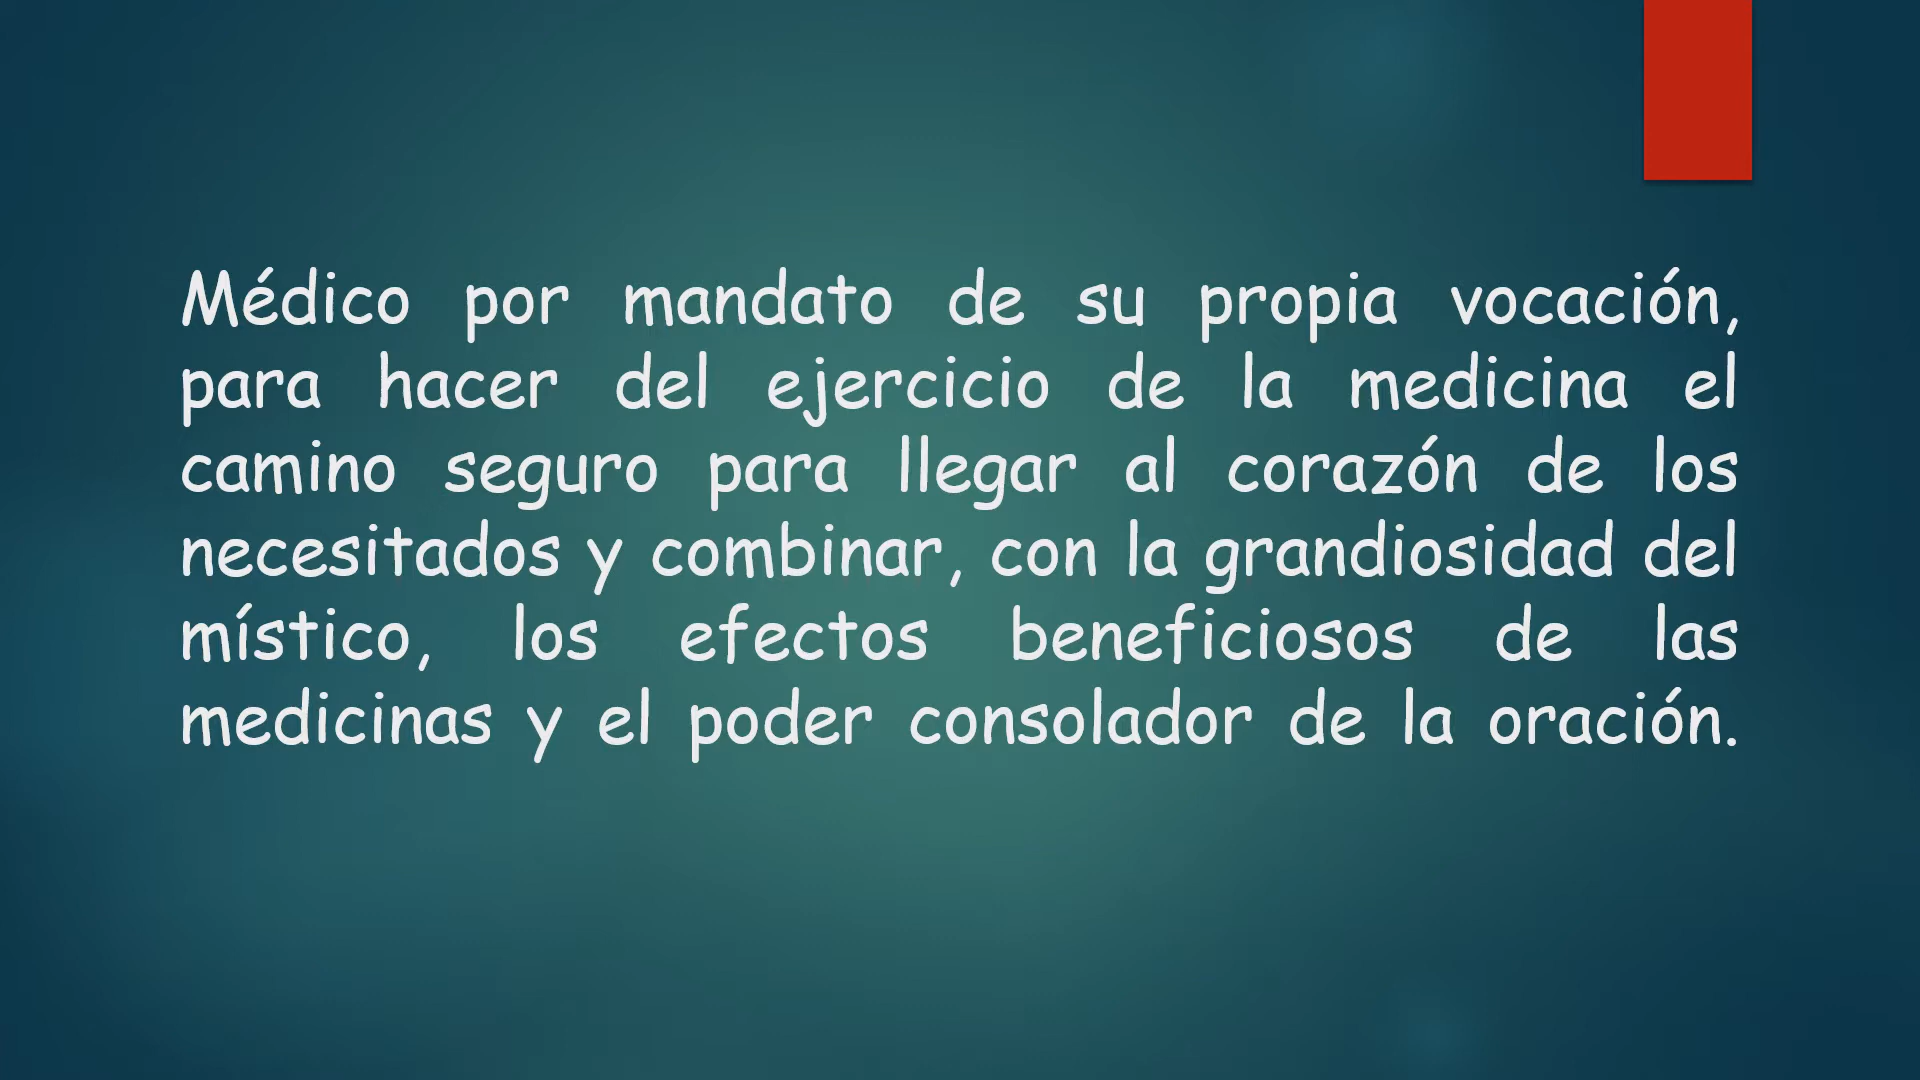 Médico por mandato de su propia vocación,
para hacer del ejercicio de la medicina el
camino seguro para llegar al corazón de los
necesitados y combinar, con la grandiosidad del
místico, los efectos beneficiosos de las
medicinas y el poder consolador de la oración.